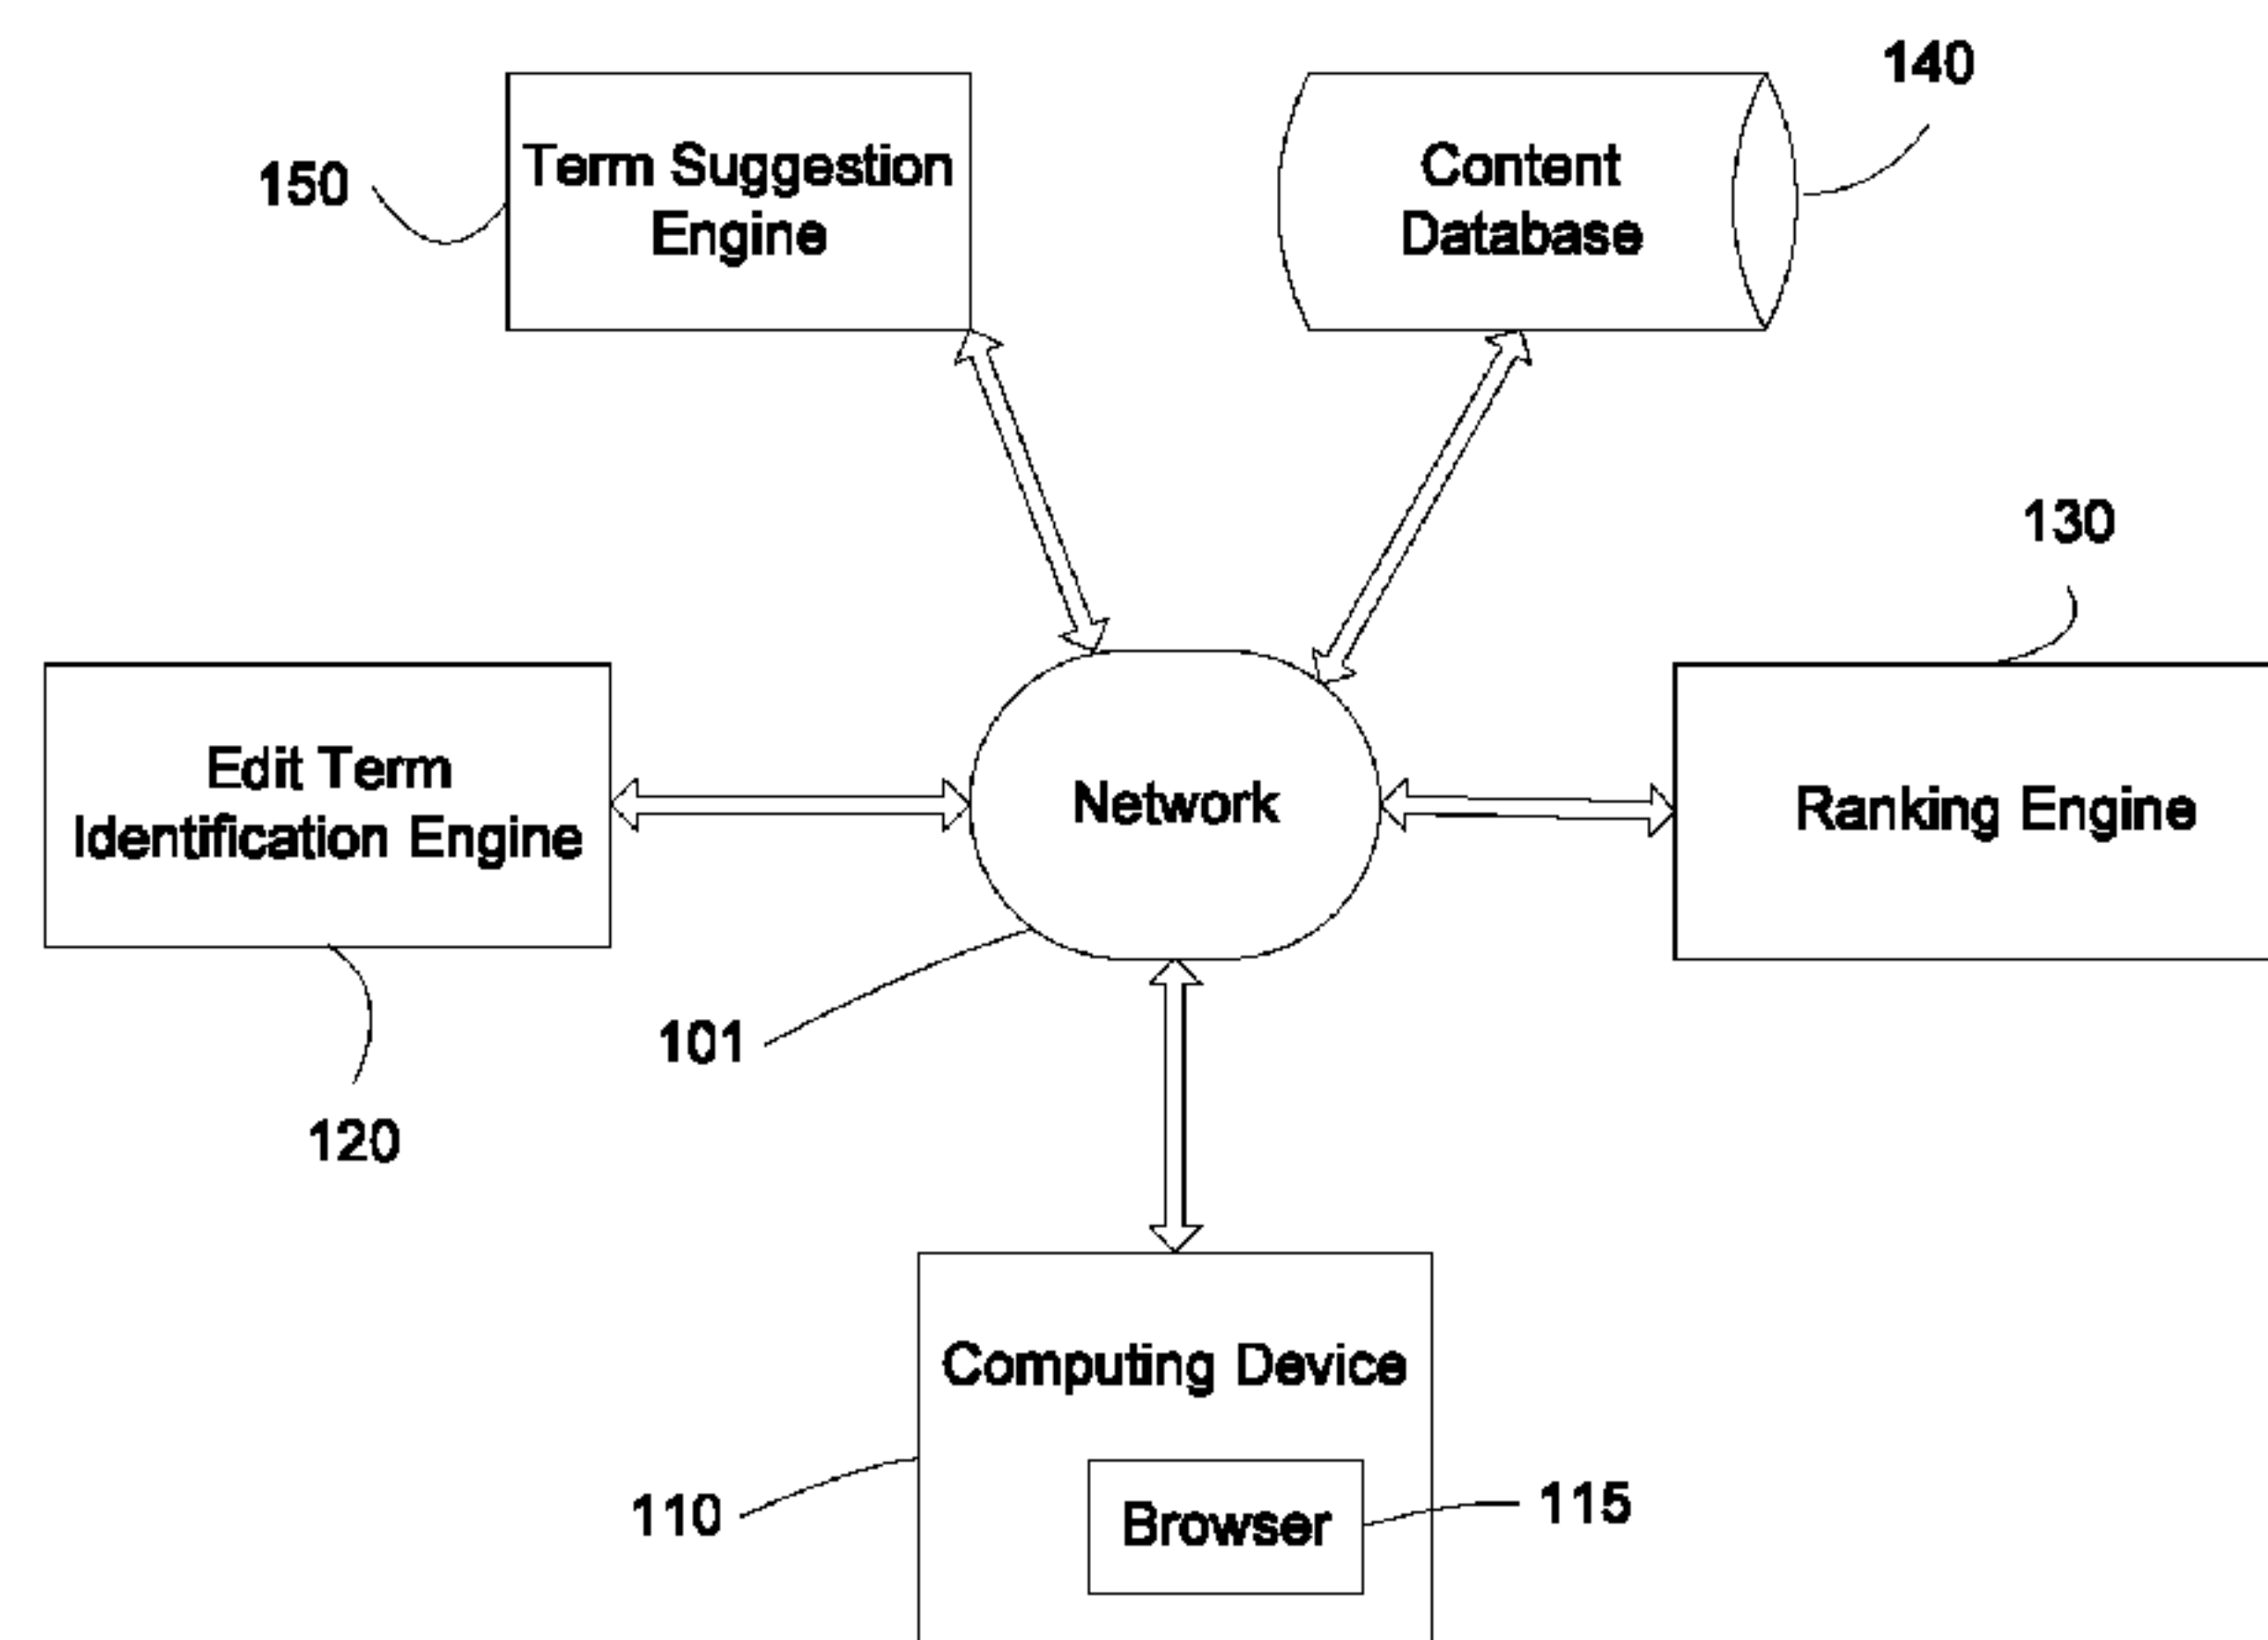 140
Term Suggestion
Engine
Content
Database
150
130
Edit Term
Identification Engine
Network
Ranking Engine
101
120
Computing Device
110
Browser
115